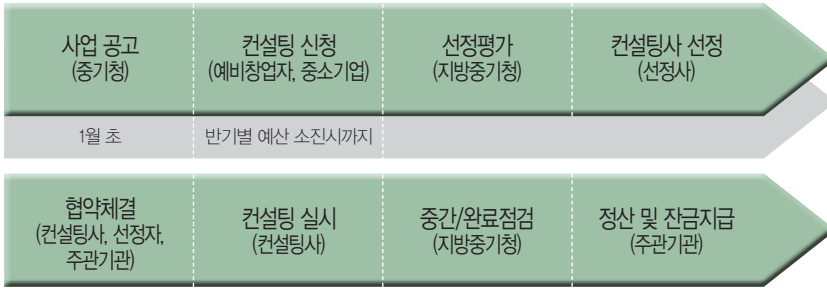 사업 공고
(중기청)
컨설팅 신청
(예비창업자, 중소기업)
선정평가
(지방중기청)
컨설팅사 선정
(선정사)
1월 초
반기별 예산 소진시까지
협약체결
(컨설팅사, 선정자,
주관기관)
컨설팅 실시
(컨설팅사)
중간/완료점검
(지방중기청)
정산 및 잔금지급
(주관기관)